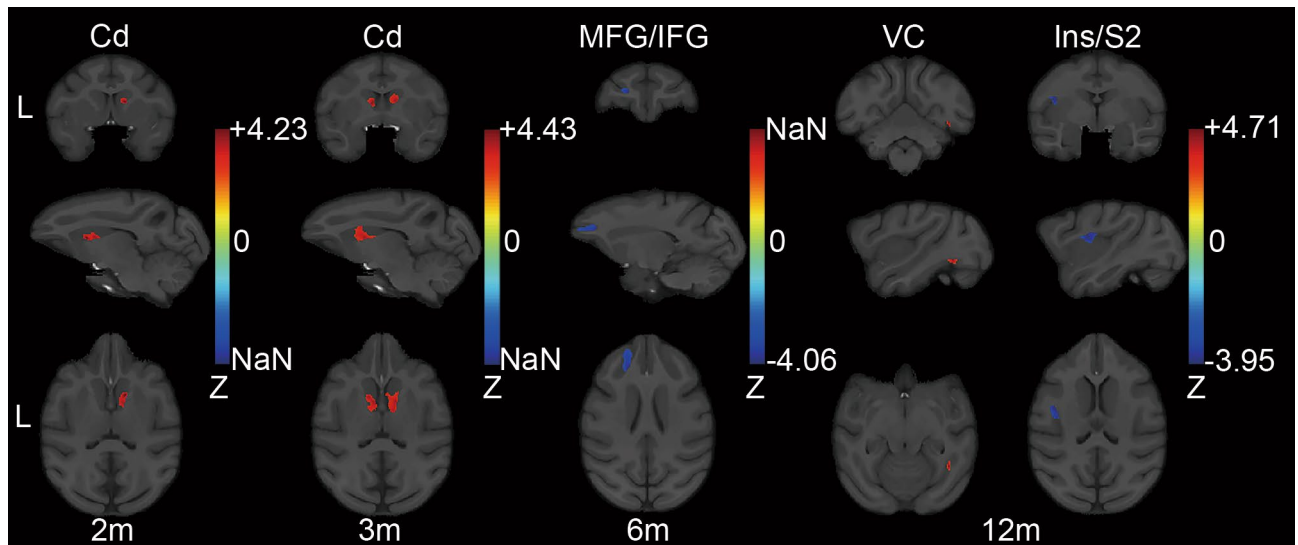 Cd
Cd
MFG/IFG
VC
Ins/S2
L
+4.23
+4.43
NaN
+4.71
0
0
0
0
NaN
NaN
-4.06
-3.95
Z
Z
Z
Z
L
2m
3m
6m
12m